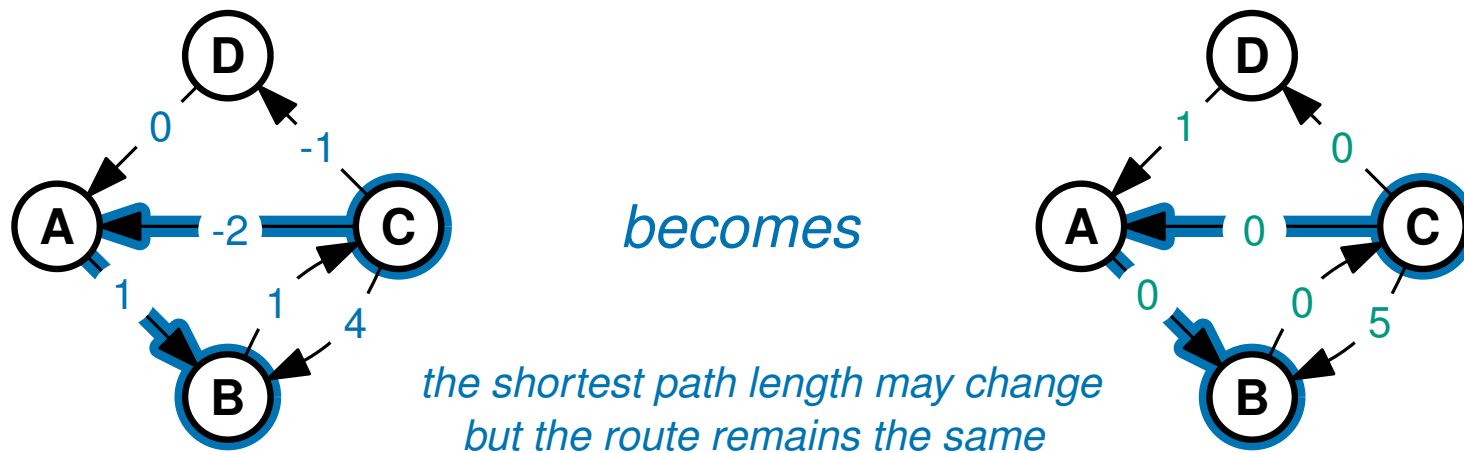 D
0
-1
A
-2
C
1
1
4
B
becomes
the shortest path length may change
but the route remains the same
D
1
0
A
0
C
0
0
5
B